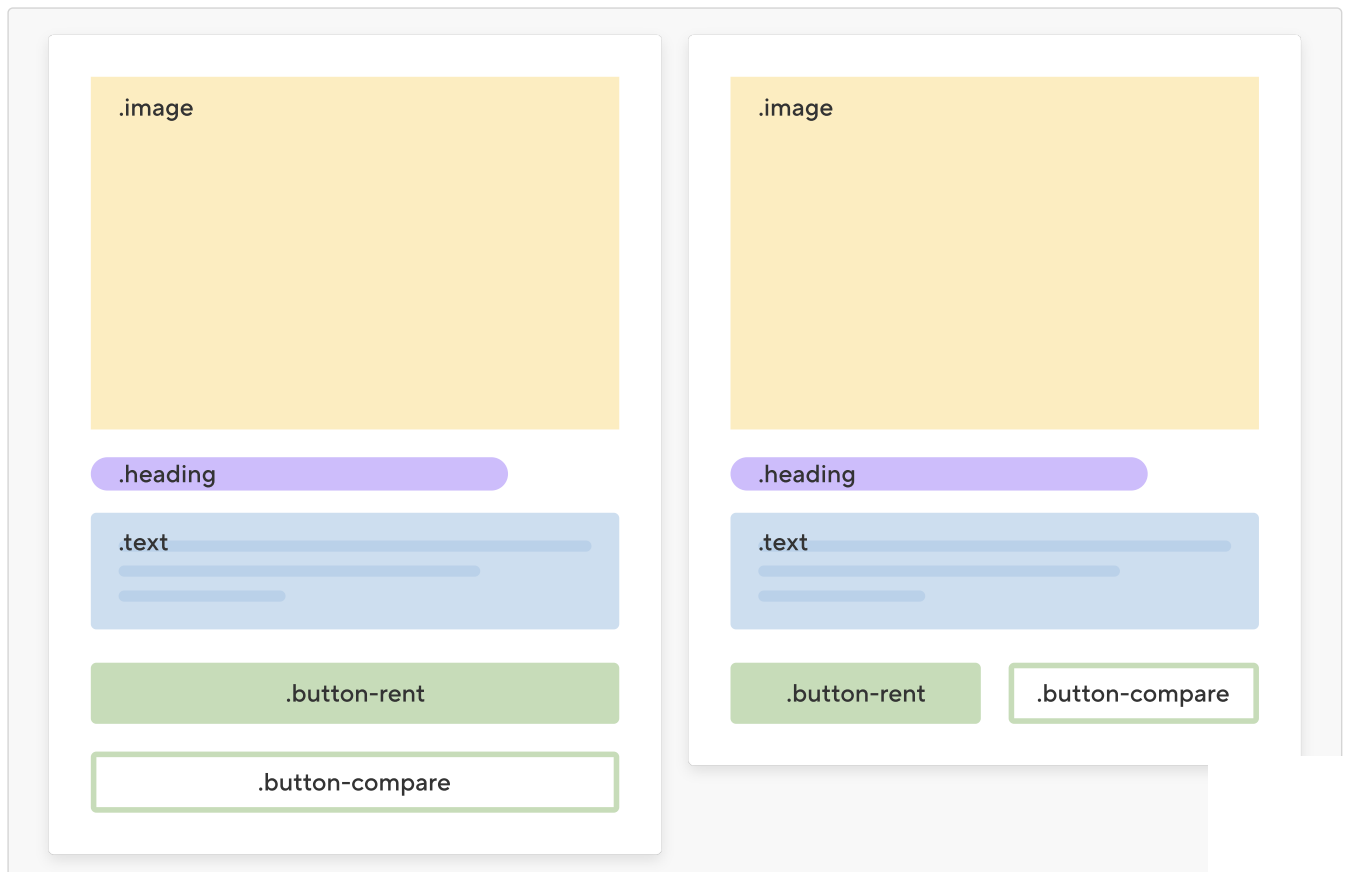 .image
.heading
.text
.button-rent
.button-compare
.image
.heading
.text
.button-rent
.button-compare